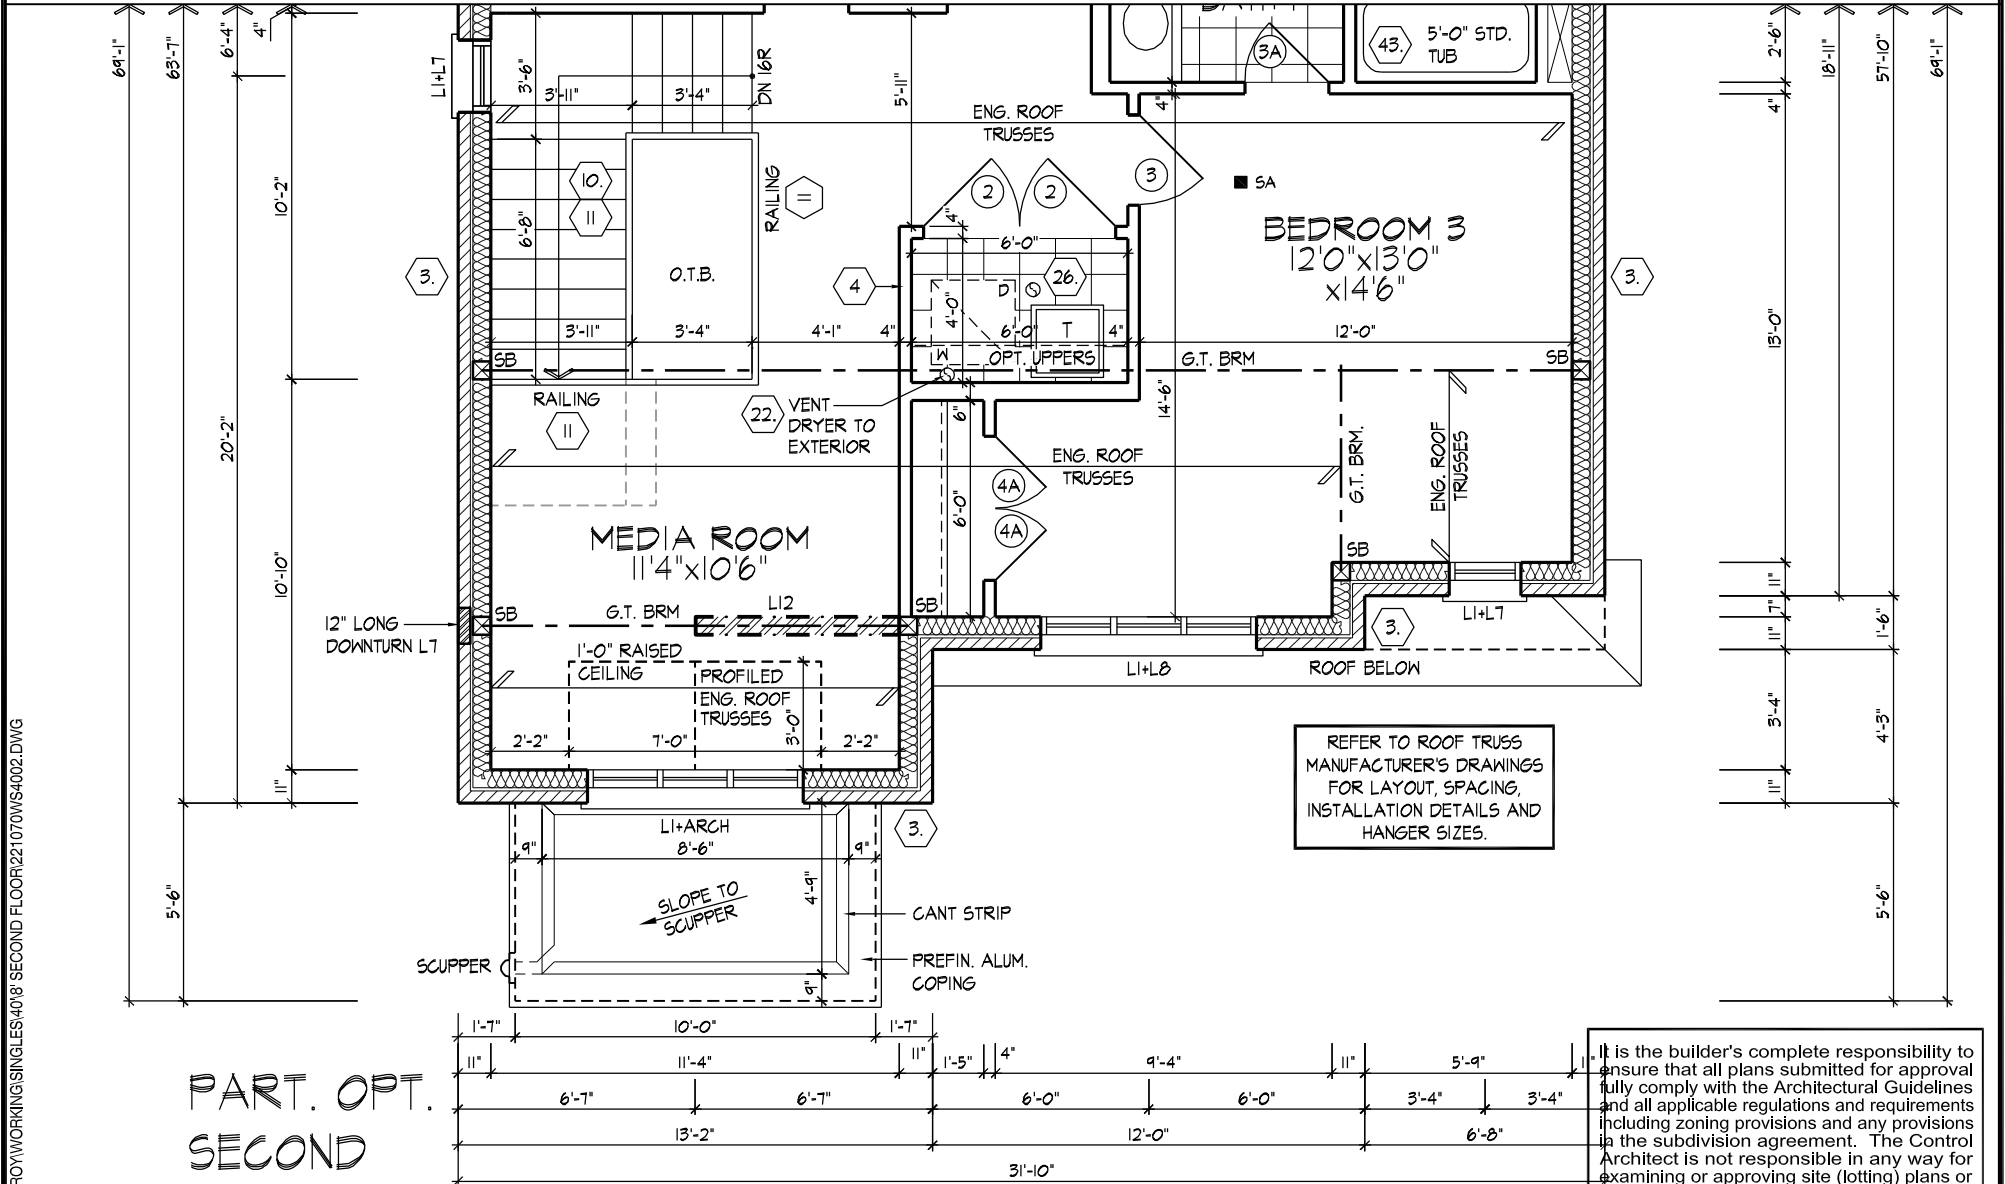 69'-1"
63'-7"
6'-4"
4"
L1+L7
3'-6"
3'-11"
3'-4"
DN 16R
5'-11"
3A
43.
5'-0" STD.
TUB
2'-6"
18'-11"
57'-10"
69'-1"
4"
4"
ENG. ROOF
TRUSSES
10'-2"
10.
11
6'-8"
RAILING
11
2
2
3
SA
BEDROOM 3
12'0"x13'0"
x14'6"
3.
O.T.B.
4
4"
6'-0"
26.
D
3.
4'-0"
3'-11"
3'-4"
4'-1"
4"
6'-0"
T
4"
12'-0"
13'-0"
SB
W
OPT. UPPERS
G.T. BRM
SB
RAILING
11
22.
VENT
DRYER TO
EXTERIOR
6"
14'-6"
20'-2"
ENG. ROOF
TRUSSES
G.T. BRM.
ENG. ROOF
TRUSSES
4A
6'-0"
4A
MEDIA ROOM
11'4"x10'6"
10'-10"
SB
11"
12" LONG
DOWNTURN L7
SB
G.T. BRM
L12
SB
3.
L1+L7
7"
11"
1'-6"
1'-0" RAISED
CEILING
PROFILED
ENG. ROOF
TRUSSES
L1+L8
ROOF BELOW
2'-2"
7'-0"
3'-0"
2'-2"
3'-4"
4'-3"
REFER TO ROOF TRUSS
MANUFACTURER'S DRAWINGS
FOR LAYOUT, SPACING,
INSTALLATION DETAILS AND
HANGER SIZES.
11"
11"
L1+ARCH
3.
9"
8'-6"
9"
5'-6"
SLOPE TO
SCUPPER
4'-9"
CANT STRIP
5'-6"
SCUPPER
PREFIN. ALUM.
COPING
9"
1'-7"
10'-0"
1'-7"
11"
11'-4"
11"
1'-5"
4"
9'-4"
11"
5'-9"
6'-7"
6'-7"
6'-0"
6'-0"
3'-4"
3'-4"
13'-2"
12'-0"
6'-8"
31'-10"
PART. OPT.
SECOND
It is the builder's complete responsibility to
ensure that all plans submitted for approval
fully comply with the Architectural Guidelines
and all applicable regulations and requirements
including zoning provisions and any provisions
in the subdivision agreement. The Control
Architect is not responsible in any way for
examining or approving site (lotting) plans or
ROY\WORKING\SINGLES\40\8' SECOND FLOOR\221070\WS4002.DWG